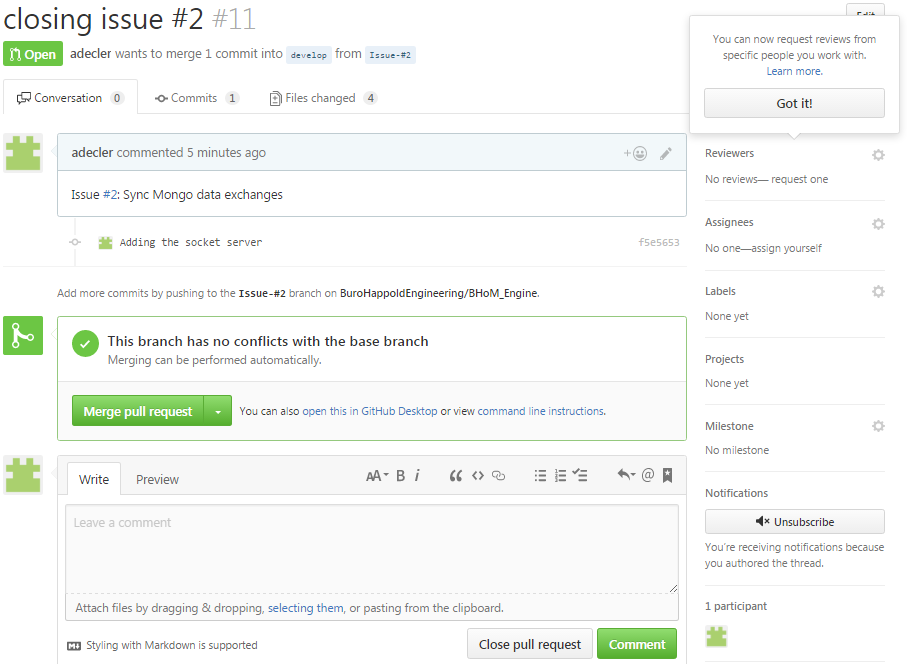 closing issue #2 #11
Edit
Open
adecler wants to merge 1 commit into develop from Issue-#2
You can now request reviews from
specific people you work with.
Learn more.
Got it!
Conversation 0
Commits 1
Files changed 4
adecler commented 5 minutes ago
Issue #2: Sync Mongo data exchanges
Adding the socket server f5e5653
Add more commits by pushing to the Issue-#2 branch on BuroHappoldEngineering/BHoM_Engine.
This branch has no conflicts with the base branch
Merging can be performed automatically.
Merge pull request
You can also open this in GitHub Desktop or view command line instructions.
Write
Preview
AA B i
Leave a comment
Attach files by dragging & dropping, selecting them, or pasting from the clipboard.
Styling with Markdown is supported
Close pull request
Comment
Reviewers
No reviews— request one
Assignees
No one—assign yourself
Labels
None yet
Projects
None yet
Milestone
No milestone
Notifications
Unsubscribe
You're receiving notifications because
you authored the thread.
1 participant